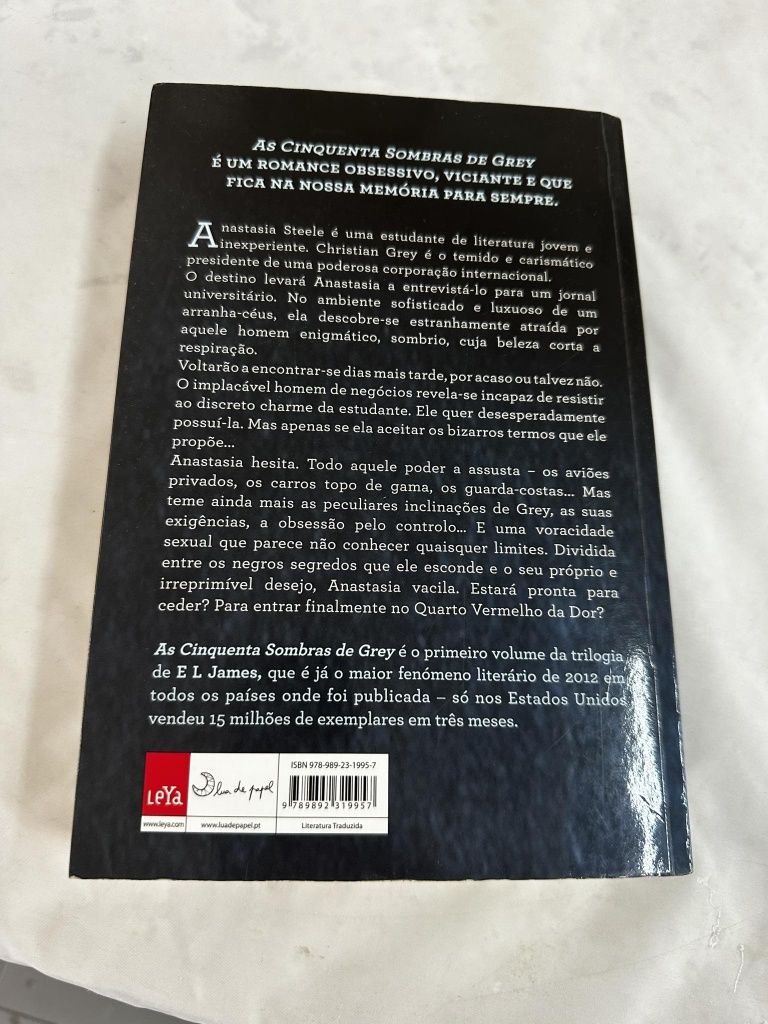 As Cinquenta Sombras de Grey
é um romance obsessivo, viciante e que
fica na nossa memória para sempre.
Anastasia Steele é uma estudante de literatura jovem e
inexperiente. Christian Grey é o temido e carismático
presidente de uma poderosa corporação internacional.
O destino levará Anastasia a entrevistá-lo para um jornal
universitário. No ambiente sofisticado e luxuoso de um
arranha-céus, ela descobre-se estranhamente atraída por
aquele homem enigmático, sombrio, cuja beleza corta a
respiração.
Voltarão a encontrar-se dias mais tarde, por acaso ou talvez não.
O implacável homem de negócios revela-se incapaz de resistir
ao discreto charme da estudante. Ele quer desesperadamente
possuí-la. Mas apenas se ela aceitar os bizarros termos que ele
propõe...
Anastasia hesita. Todo aquele poder a assusta – os aviões
privados, os carros topo de gama, os guarda-costas... Mas
teme ainda mais as peculiares inclinações de Grey, as suas
exigências, a obsessão pelo controlo... E uma voracidade
sexual que parece não conhecer quaisquer limites. Dividida
entre os negros segredos que ele esconde e o seu próprio e
irreprimível desejo, Anastasia vacila. Estará pronta para
ceder? Para entrar finalmente no Quarto Vermelho da Dor?
As Cinquenta Sombras de Grey é o primeiro volume da trilogia
de E L James, que é já o maior fenómeno literário de 2012 em
todos os países onde foi publicada – só nos Estados Unidos
vendeu 15 milhões de exemplares em três meses.
ISBN 978-989-23-1995-7
LeYa
lua de papel
9 789892 319957
www.leya.com
www.luadepapel.pt
Literatura Traduzida